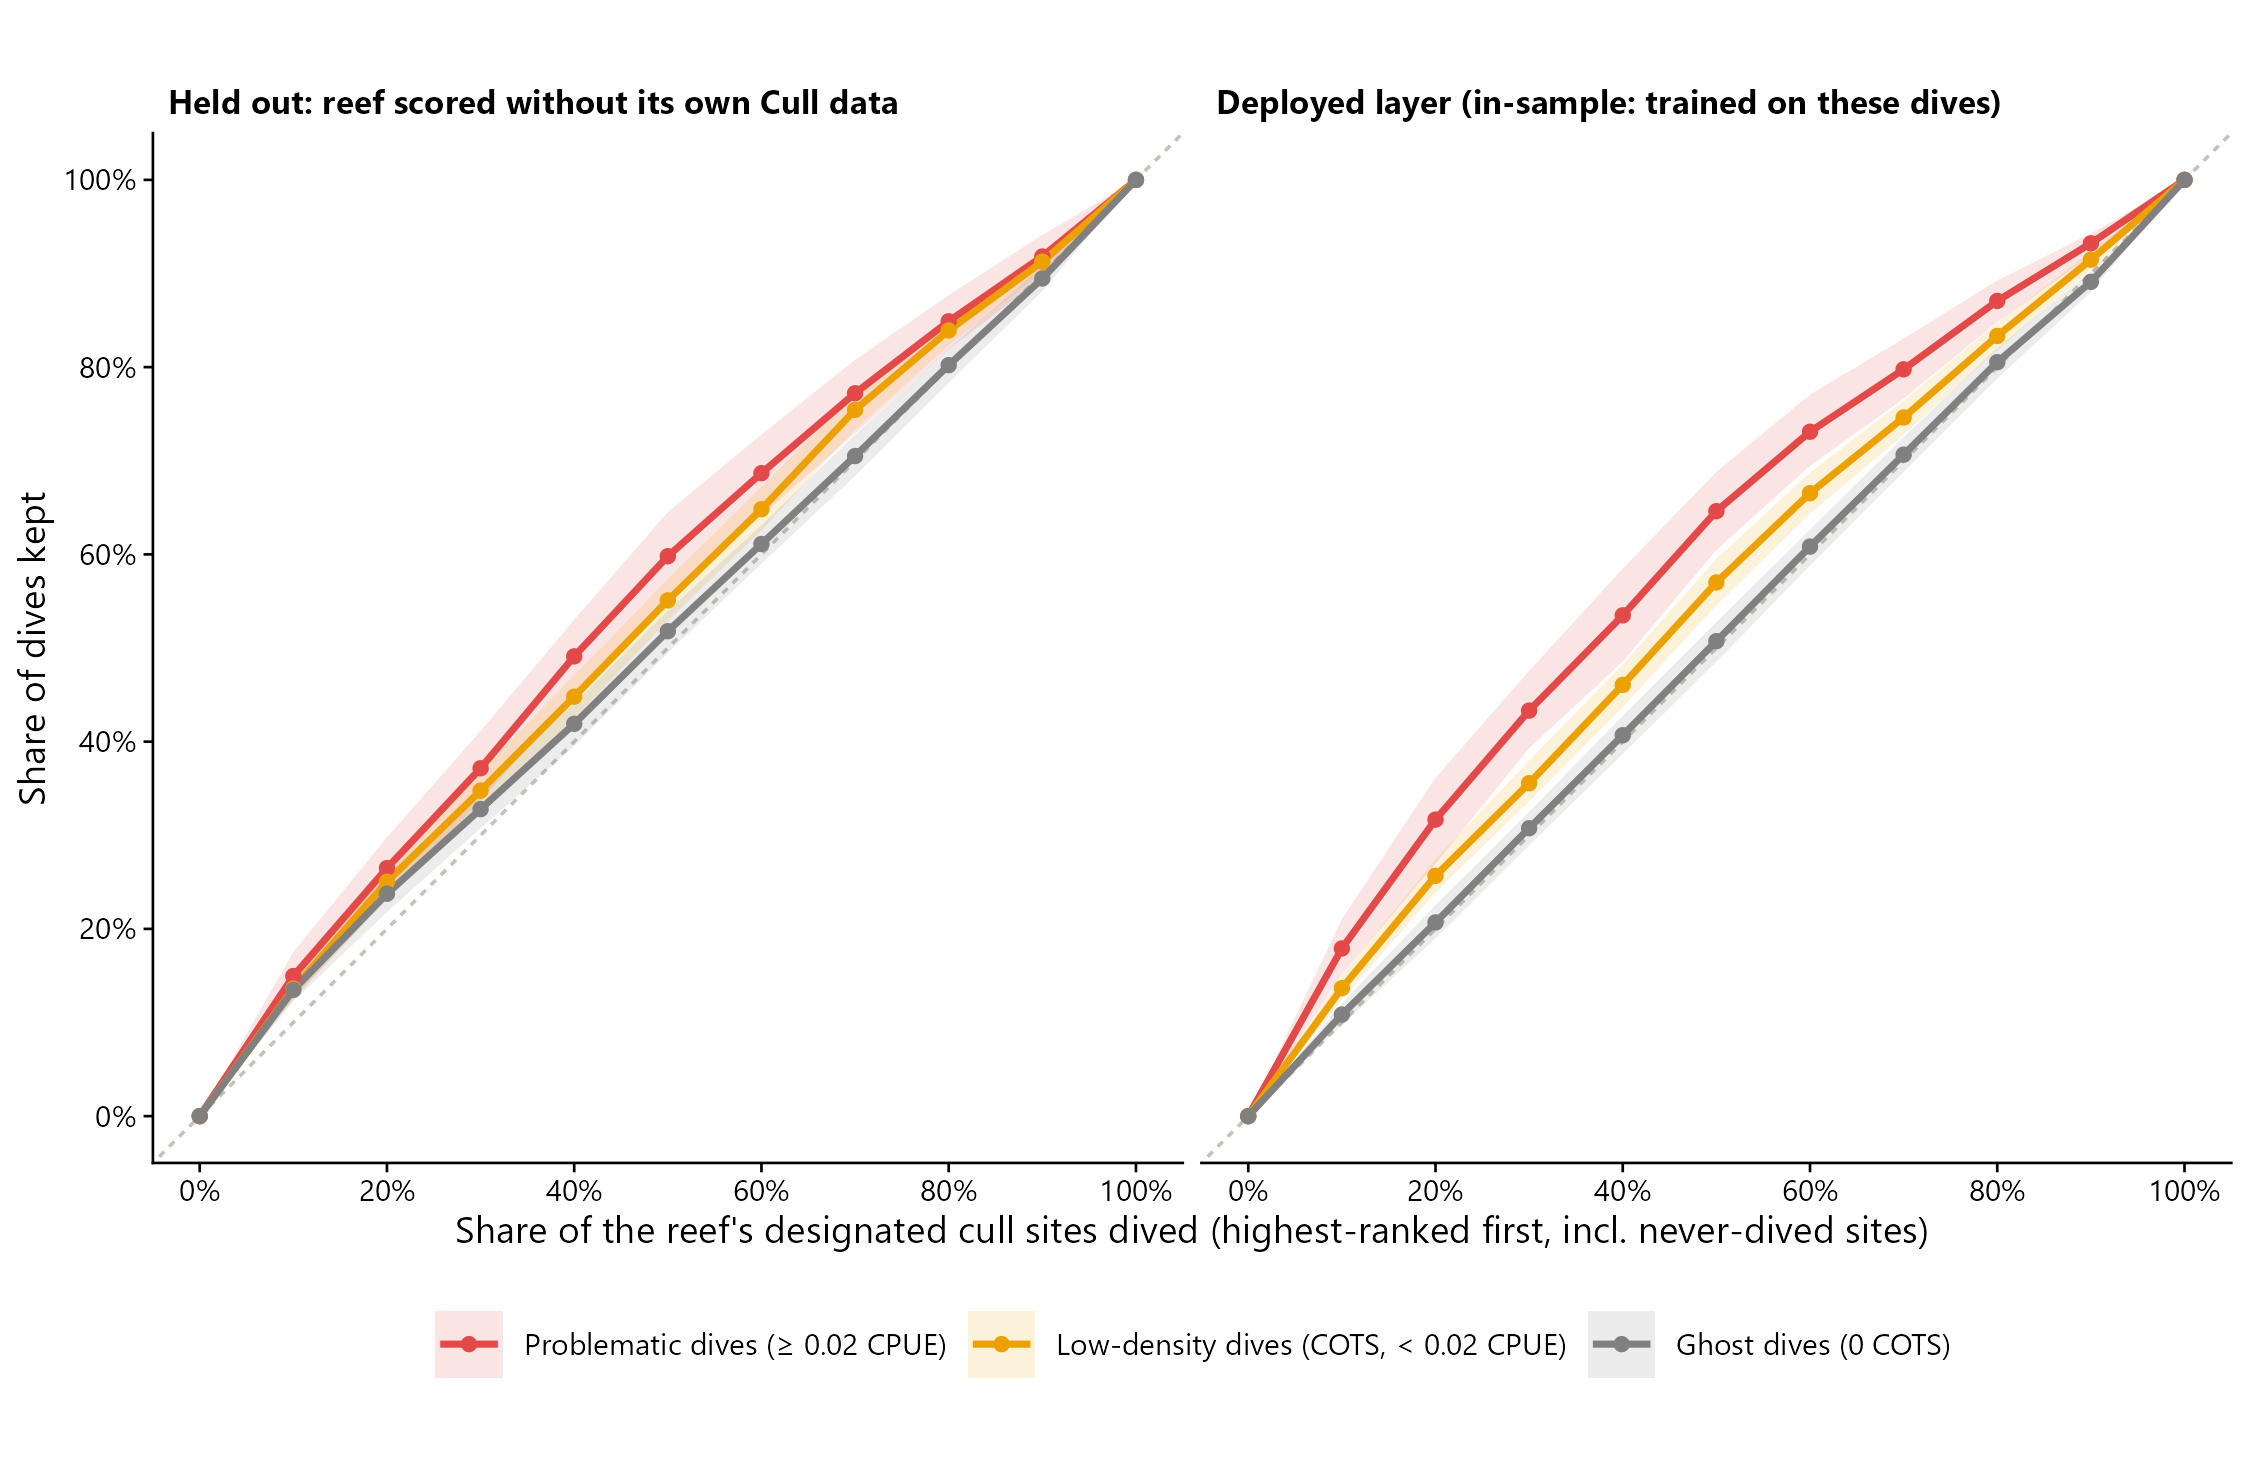 Held out: reef scored without its own Cull data
Deployed layer (in-sample: trained on these dives)
Share of dives kept
100%
80%
60%
40%
20%
0%
0% 20% 40% 60% 80% 100%
0% 20% 40% 60% 80% 100%
Share of the reef's designated cull sites dived (highest-ranked first, incl. never-dived sites)
Problematic dives (≥ 0.02 CPUE)
Low-density dives (COTS, < 0.02 CPUE)
Ghost dives (0 COTS)